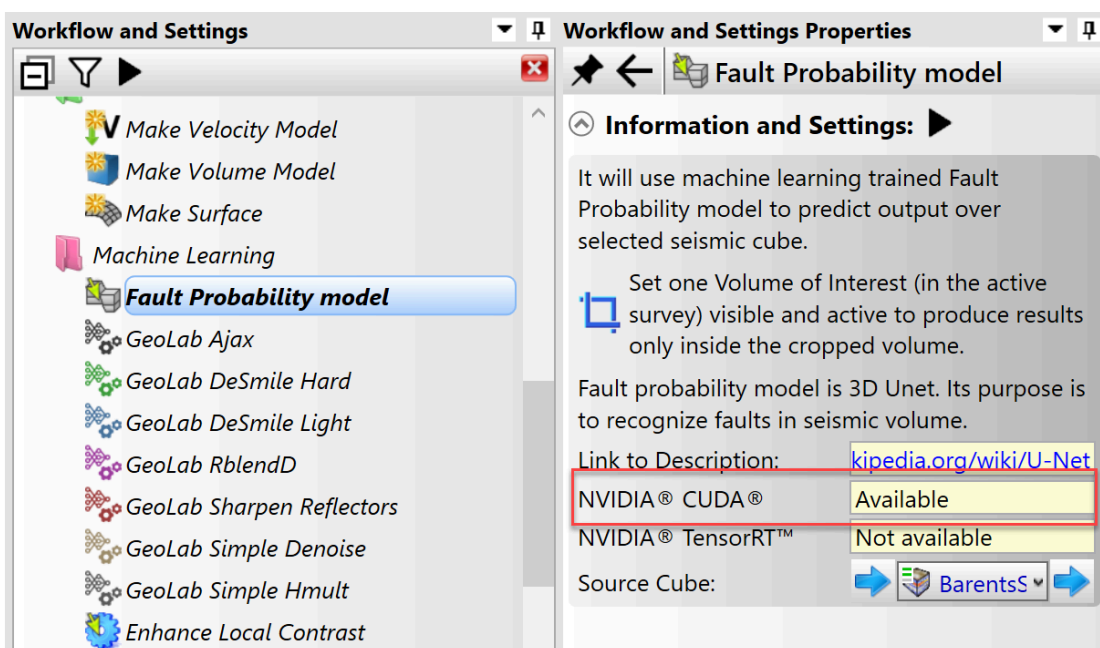 Workflow and Settings
Make Velocity Model
Make Volume Model
Make Surface
Machine Learning
Fault Probability model
GeoLab Ajax
GeoLab DeSmile Hard
GeoLab DeSmile Light
GeoLab RblendD
GeoLab Sharpen Reflectors
GeoLab Simple Denoise
GeoLab Simple Hmult
Enhance Local Contrast
Workflow and Settings Properties
Fault Probability model
Information and Settings:
It will use machine learning trained Fault
Probability model to predict output over
selected seismic cube.
Set one Volume of Interest (in the active
survey) visible and active to produce results
only inside the cropped volume.
Fault probability model is 3D Unet. Its purpose is
to recognize faults in seismic volume.
Link to Description: kipedia.org/wiki/U-Net
NVIDIA® CUDA® Available
NVIDIA® TensorRT™ Not available
Source Cube: BarentsS